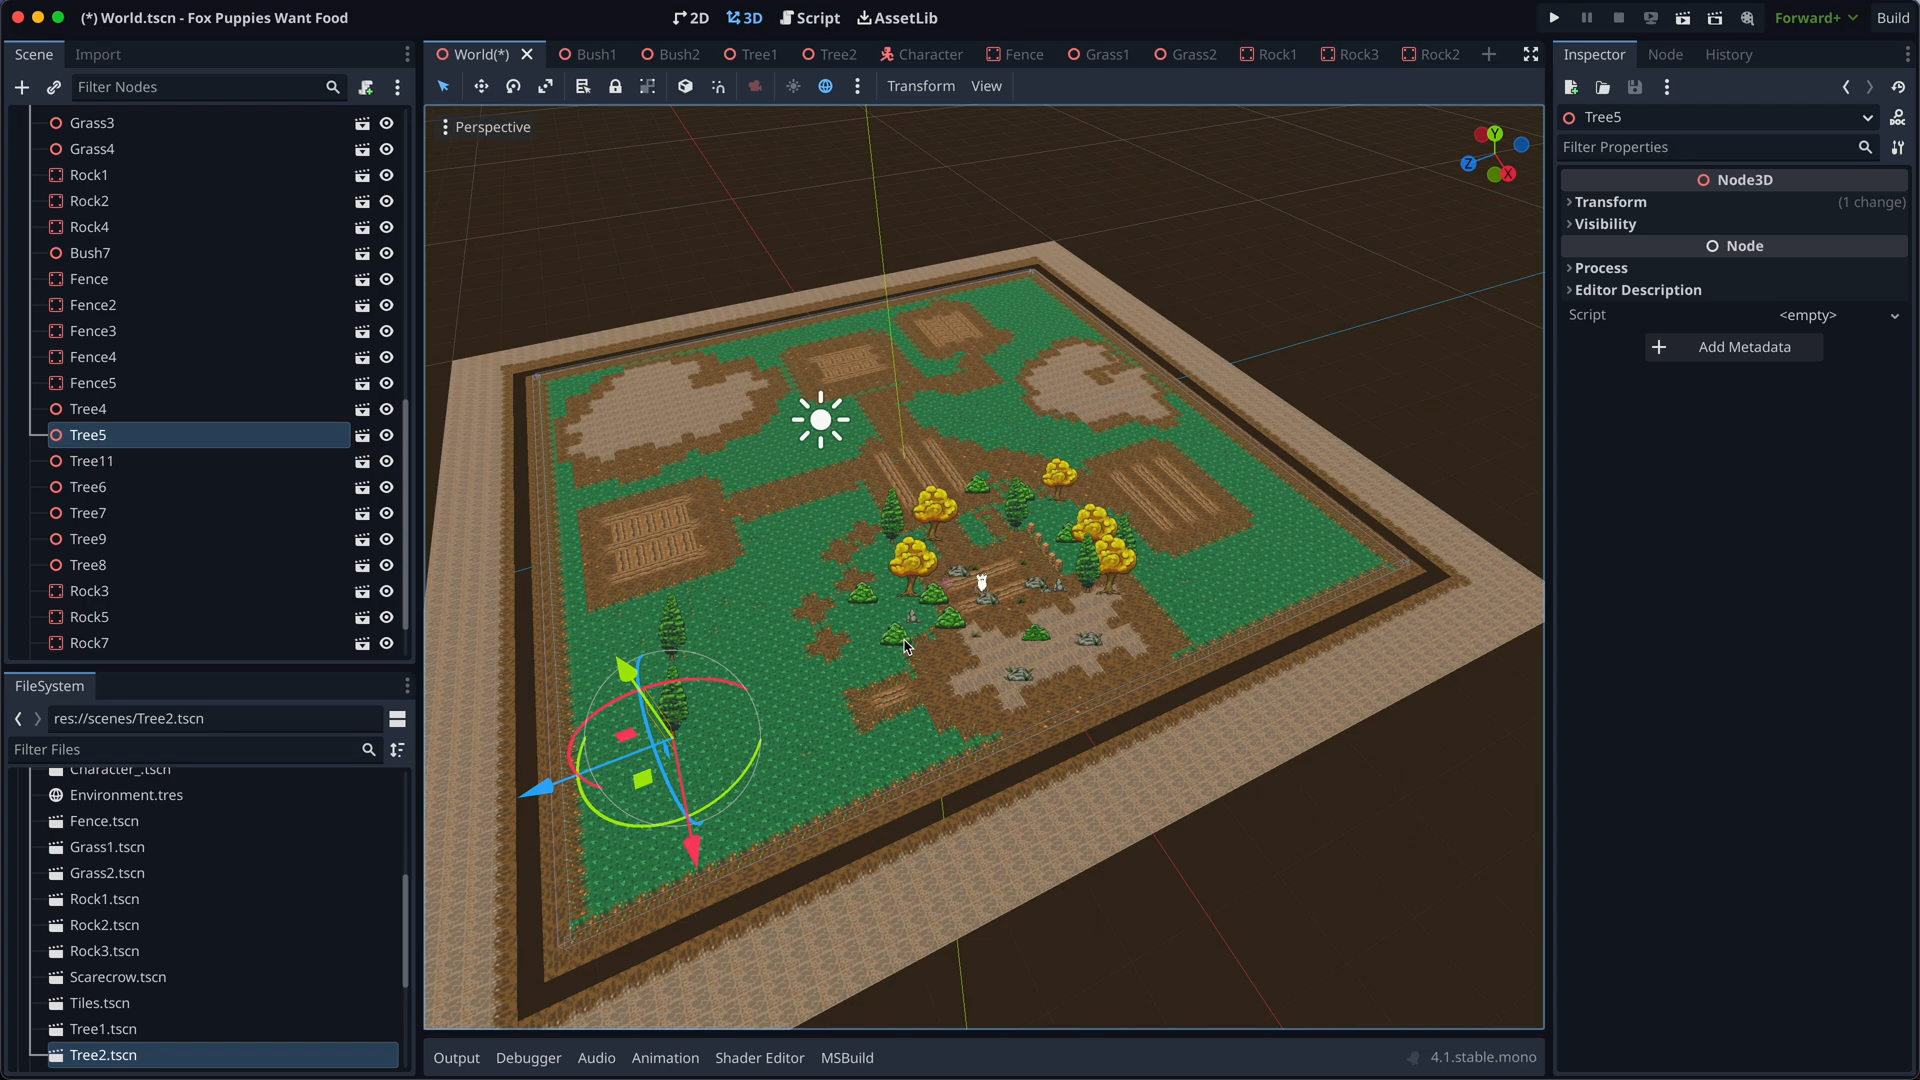 (*) World.tscn - Fox Puppies Want Food
2D 3D Script AssetLib
Forward+ Build
Scene Import
World(*) Bush1 Bush2 Tree1 Tree2 Character Fence Grass1 Grass2 Rock1 Rock3 Rock2
Inspector Node History
Filter Nodes
Transform View
Perspective
Y
Z
X
Grass3
Grass4
Rock1
Rock2
Rock4
Bush7
Fence
Fence2
Fence3
Fence4
Fence5
Tree4
Tree5
Tree11
Tree6
Tree7
Tree9
Tree8
Rock3
Rock5
Rock7
FileSystem
res://scenes/Tree2.tscn
Filter Files
Character_.tscn
Environment.tres
Fence.tscn
Grass1.tscn
Grass2.tscn
Rock1.tscn
Rock2.tscn
Rock3.tscn
Scarecrow.tscn
Tiles.tscn
Tree1.tscn
Tree2.tscn
Tree5
DOC
Filter Properties
Node3D
Transform (1 change)
Visibility
Node
Process
Editor Description
Script <empty>
Add Metadata
Output Debugger Audio Animation Shader Editor MSBuild
4.1.stable.mono